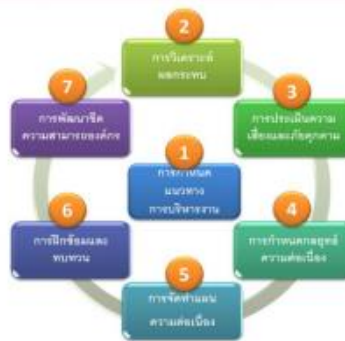 1
การกำหนด
แนวทาง
การบริหารงาน
2
การวิเคราะห์
ผลกระทบ
3
การประเมินความ
เสี่ยงและภัยคุกคาม
4
การกำหนดกลยุทธ์
ความต่อเนื่อง
5
การจัดทำแผน
ความต่อเนื่อง
6
การฝึกซ้อมและ
ทบทวน
7
การพัฒนาขีด
ความสามารถองค์กร